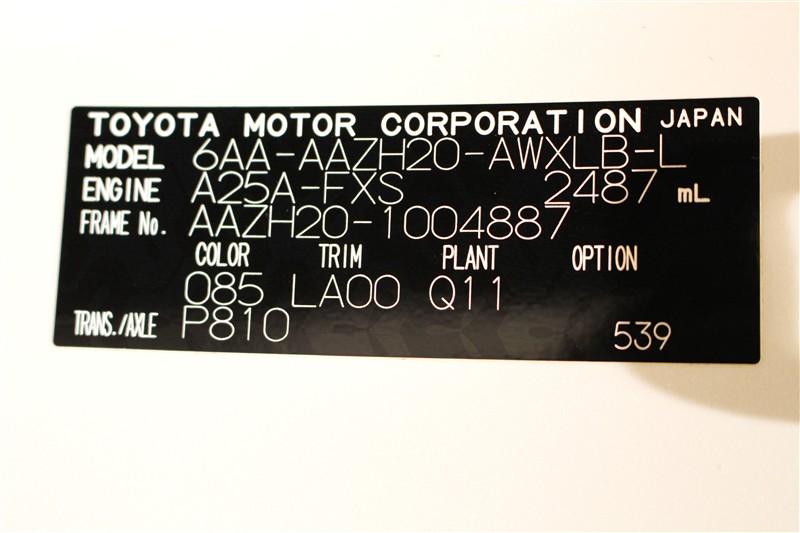 TOYOTA MOTOR CORPORATION JAPAN
MODEL 6AA-AAZH20-AWXLB-L
ENGINE A25A-FXS 2487 mL
FRAME No. AAZH20-1004887
COLOR TRIM PLANT OPTION
085 LA00 Q11
TRANS./AXLE P810 539